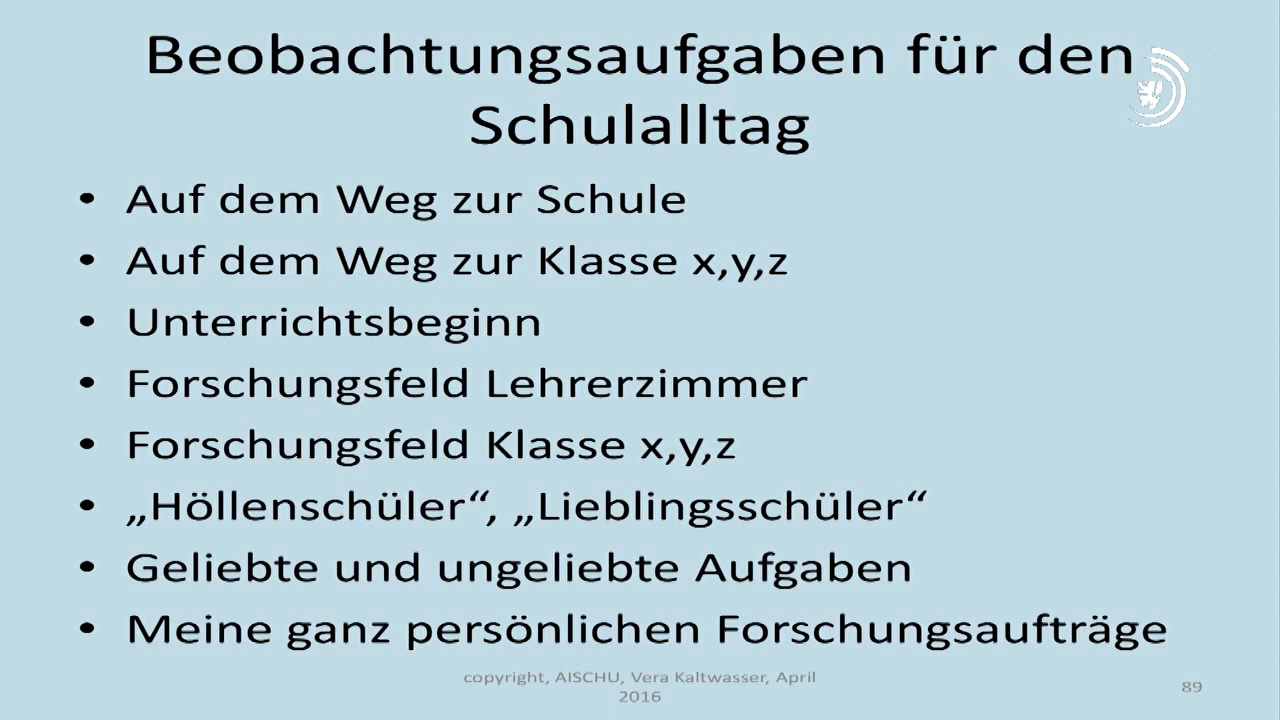 Beobachtungsaufgaben für den
Schulalltag
• Auf dem Weg zur Schule
• Auf dem Weg zur Klasse x,y,z
• Unterrichtsbeginn
• Forschungsfeld Lehrerzimmer
• Forschungsfeld Klasse x,y,z
• „Höllenschüler“, „Lieblingsschüler“
• Geliebte und ungeliebte Aufgaben
• Meine ganz persönlichen Forschungsaufträge
copyright, AISCHU, Vera Kaltwasser, April
2016
89